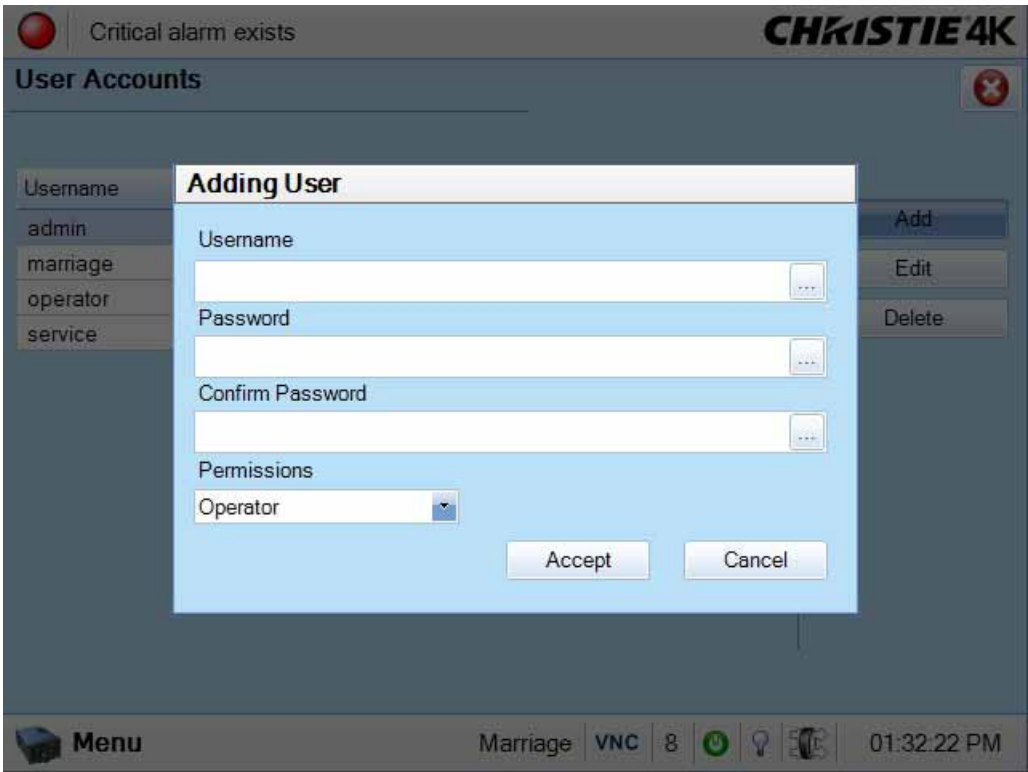 Critical alarm exists
CHRISTIE 4K
User Accounts
Username
admin
marriage
operator
service
Adding User
Username
...
Password
...
Confirm Password
...
Permissions
Operator
Accept
Cancel
Add
Edit
Delete
Menu
Marriage
VNC
8
01:32:22 PM